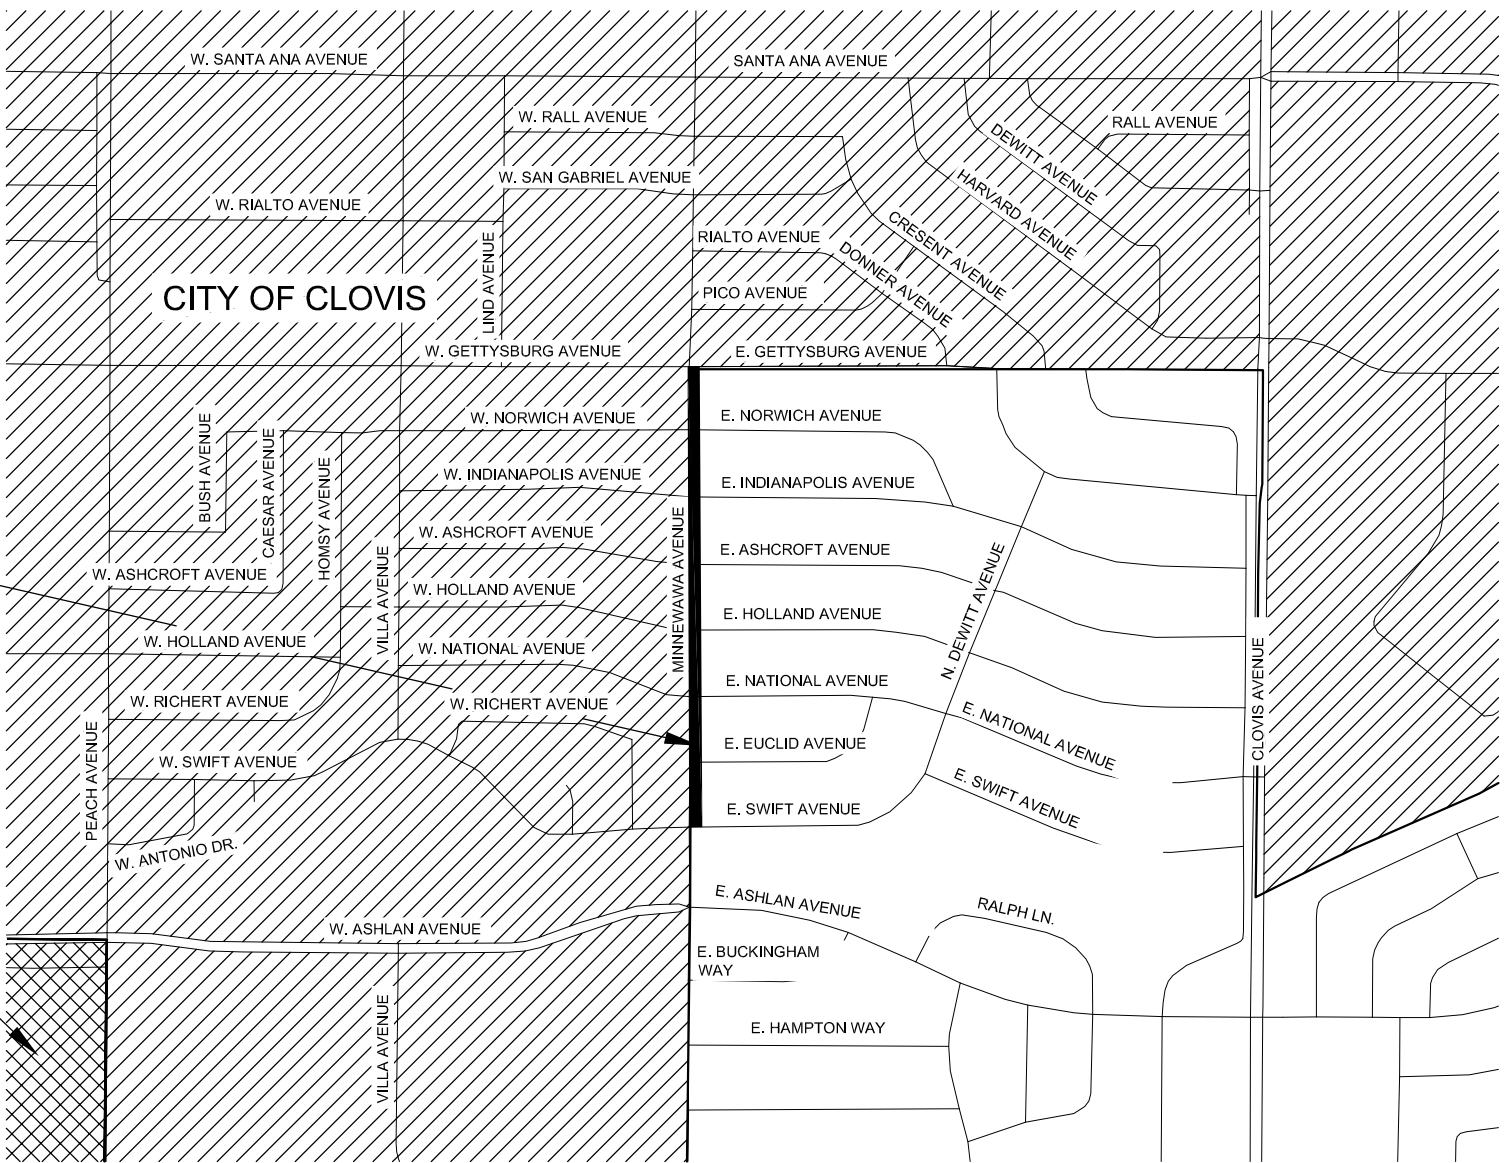 W. SANTA ANA AVENUE
SANTA ANA AVENUE
W. RALL AVENUE
RALL AVENUE
DEWITT AVENUE
W. SAN GABRIEL AVENUE
HARVARD AVENUE
W. RIALTO AVENUE
RIALTO AVENUE
CRESENT AVENUE
DONNER AVENUE
LIND AVENUE
CITY OF CLOVIS
PICO AVENUE
W. GETTYSBURG AVENUE
E. GETTYSBURG AVENUE
W. NORWICH AVENUE
E. NORWICH AVENUE
BUSH AVENUE
CAESAR AVENUE
HOMSY AVENUE
W. INDIANAPOLIS AVENUE
E. INDIANAPOLIS AVENUE
W. ASHCROFT AVENUE
MINNEWAWA AVENUE
E. ASHCROFT AVENUE
W. ASHCROFT AVENUE
VILLA AVENUE
W. HOLLAND AVENUE
N. DEWITT AVENUE
E. HOLLAND AVENUE
W. HOLLAND AVENUE
W. NATIONAL AVENUE
CLOVIS AVENUE
E. NATIONAL AVENUE
W. RICHERT AVENUE
W. RICHERT AVENUE
E. NATIONAL AVENUE
E. EUCLID AVENUE
W. SWIFT AVENUE
PEACH AVENUE
E. SWIFT AVENUE
E. SWIFT AVENUE
W. ANTONIO DR.
E. ASHLAN AVENUE
RALPH LN.
W. ASHLAN AVENUE
E. BUCKINGHAM
WAY
VILLA AVENUE
E. HAMPTON WAY